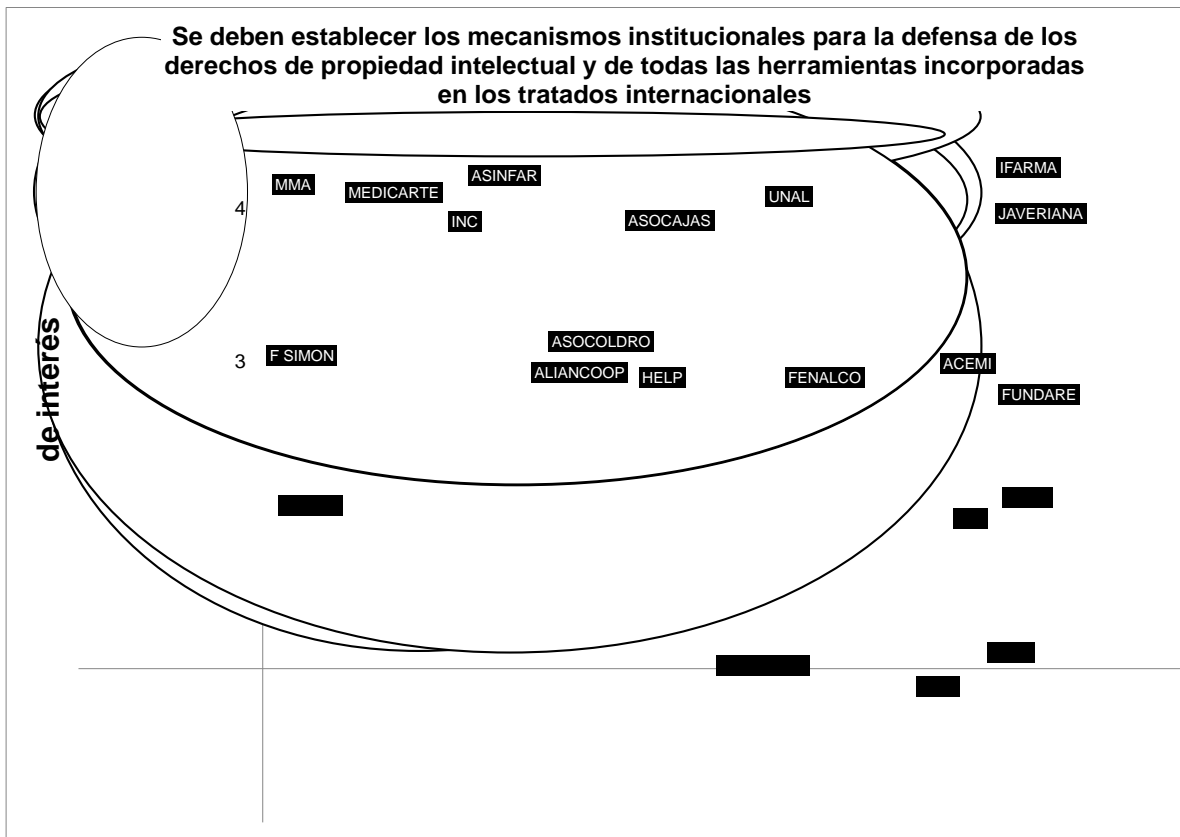 Se deben establecer los mecanismos institucionales para la defensa de los
derechos de propiedad intelectual y de todas las herramientas incorporadas
en los tratados internacionales
IFARMA
ASINFAR
MMA
MEDICARTE
UNAL
4
INC
ASOCAJAS
JAVERIANA
de interés
ASOCOLDRO
3
F SIMON
ACEMI
ALIANCOOP
HELP
FENALCO
FUNDARE